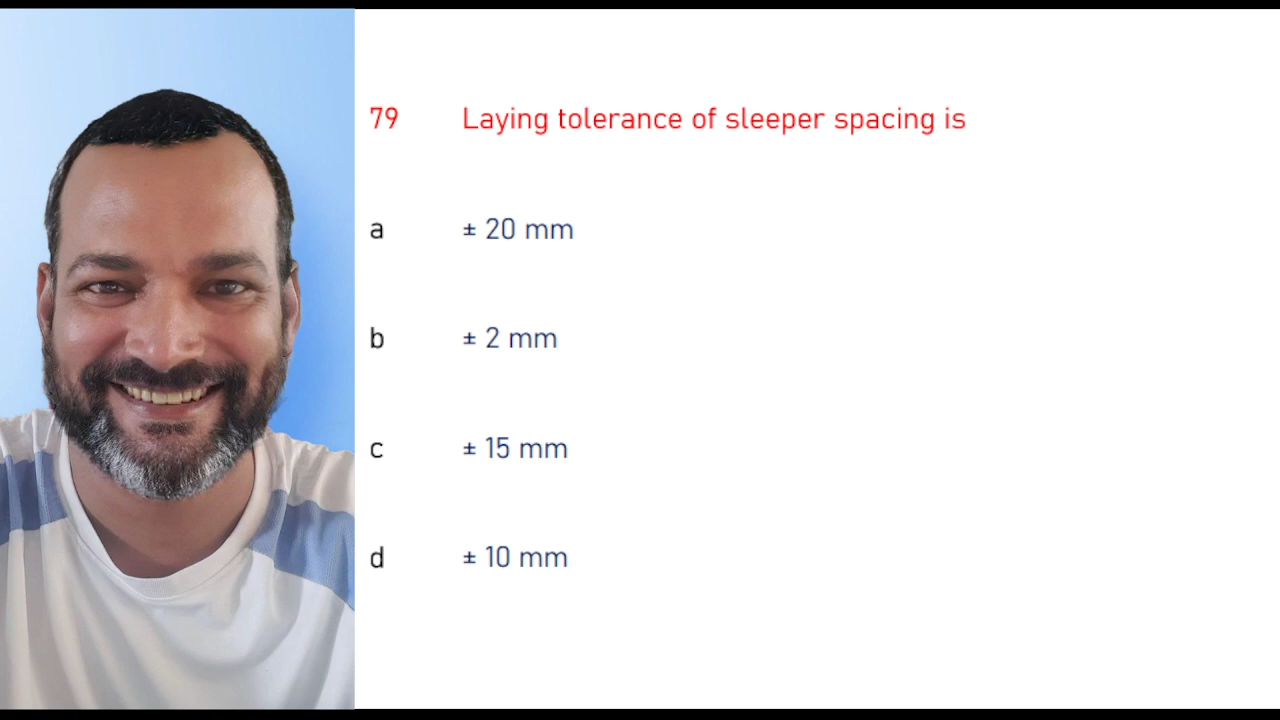 79 Laying tolerance of sleeper spacing is
a ± 20 mm
b ± 2 mm
c ± 15 mm
d ± 10 mm